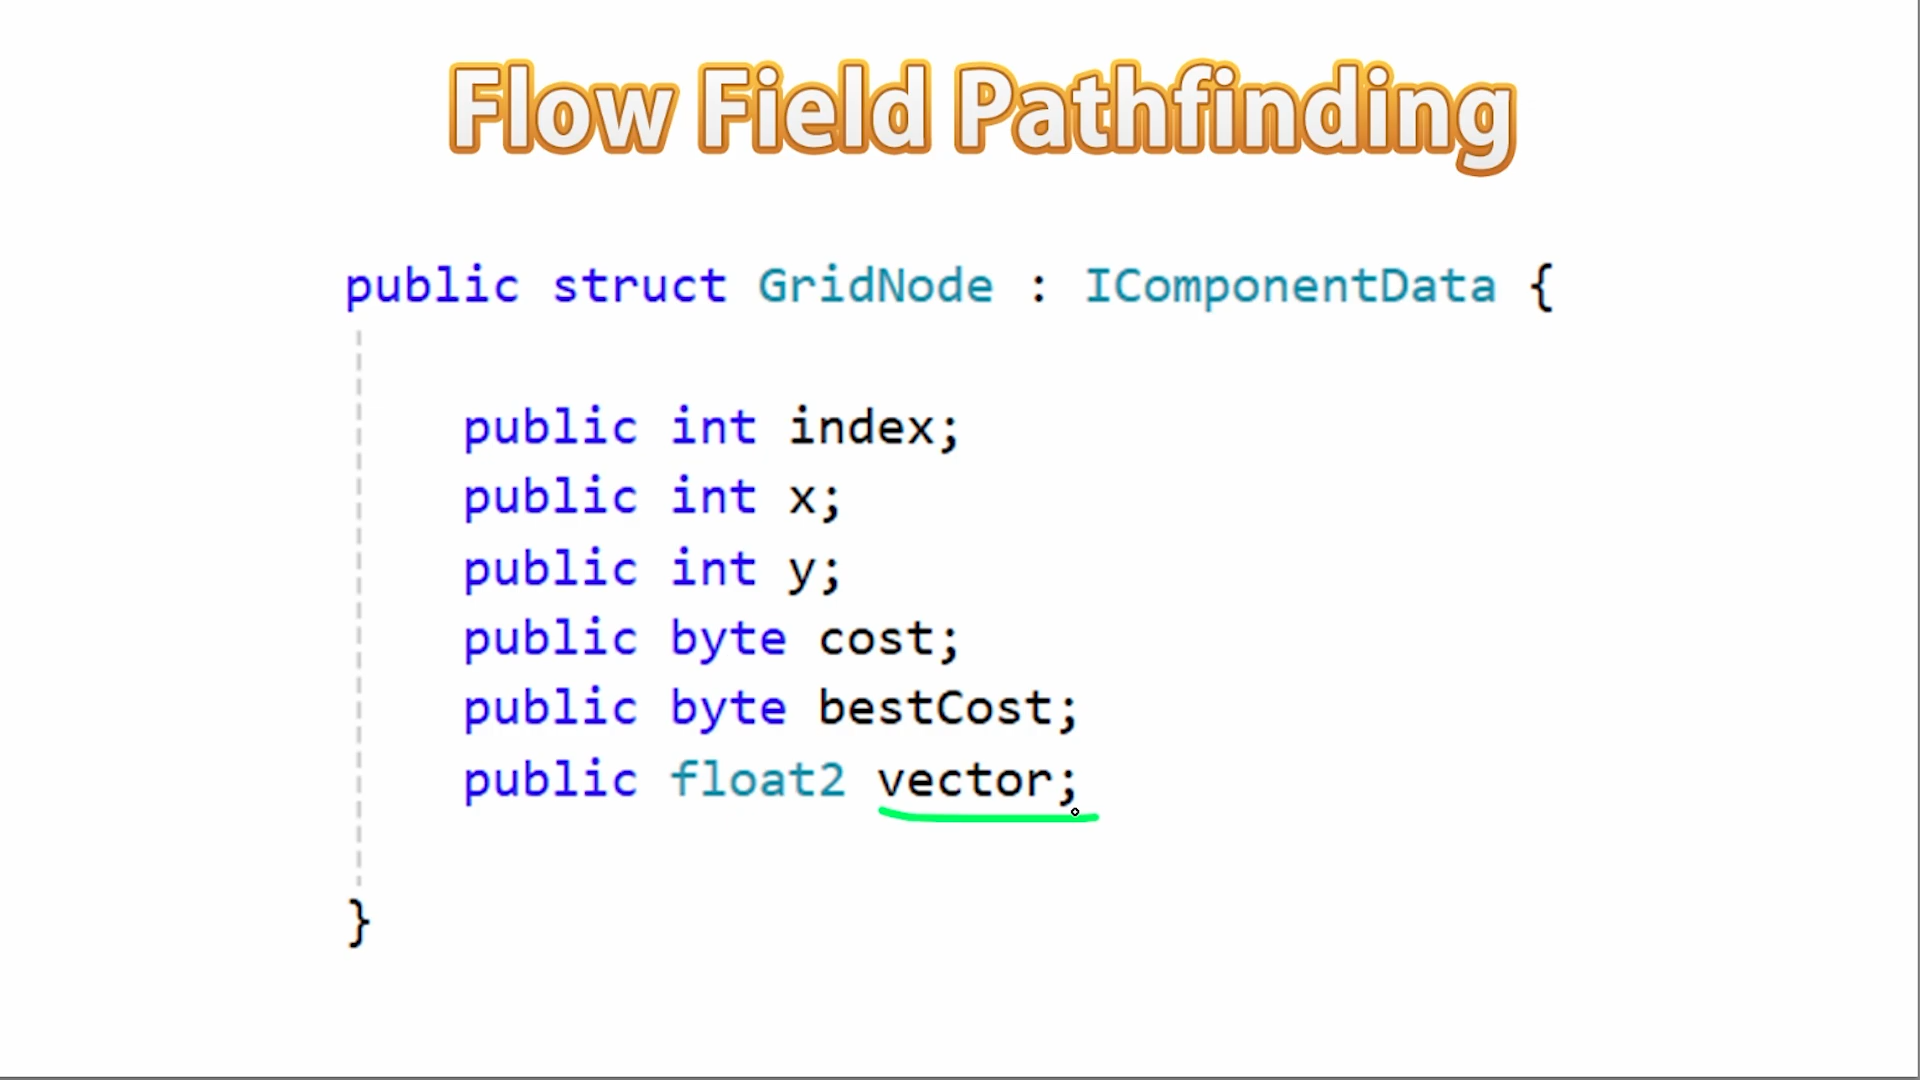 Flow Field Pathfinding
public struct GridNode : IComponentData {
public int index;
public int x;
public int y;
public byte cost;
public byte bestCost;
public float2 vector;
}